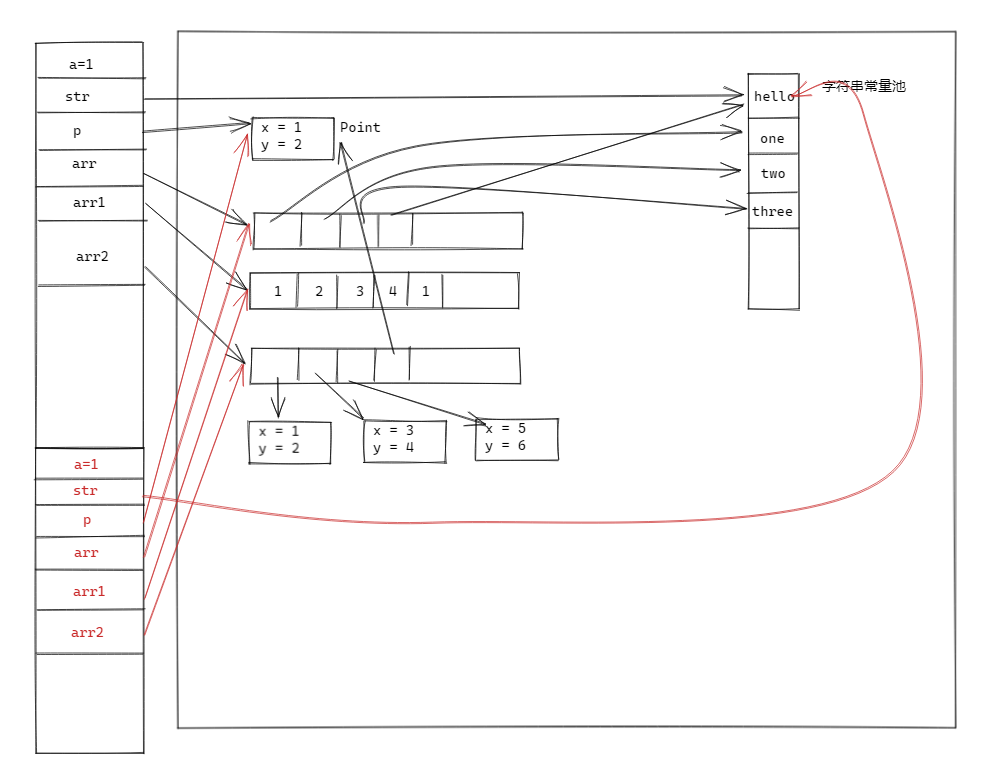 a=1
str
p
arr
arr1
arr2
a=1
str
p
arr
arr1
arr2
x = 1
y = 2
Point
1 2 3 4 1
x = 1
y = 2
x = 3
y = 4
x = 5
y = 6
hello
one
two
three
字符串常量池